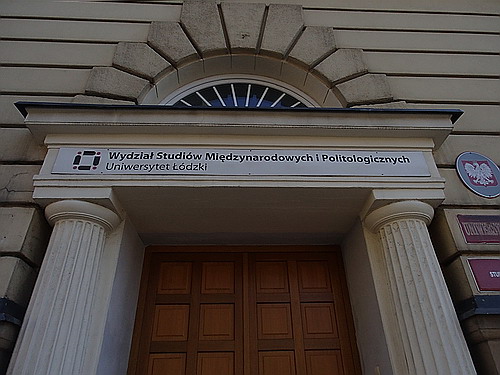 Wydział Studiów Międzynarodowych i Politologicznych
Uniwersytet Łódzki